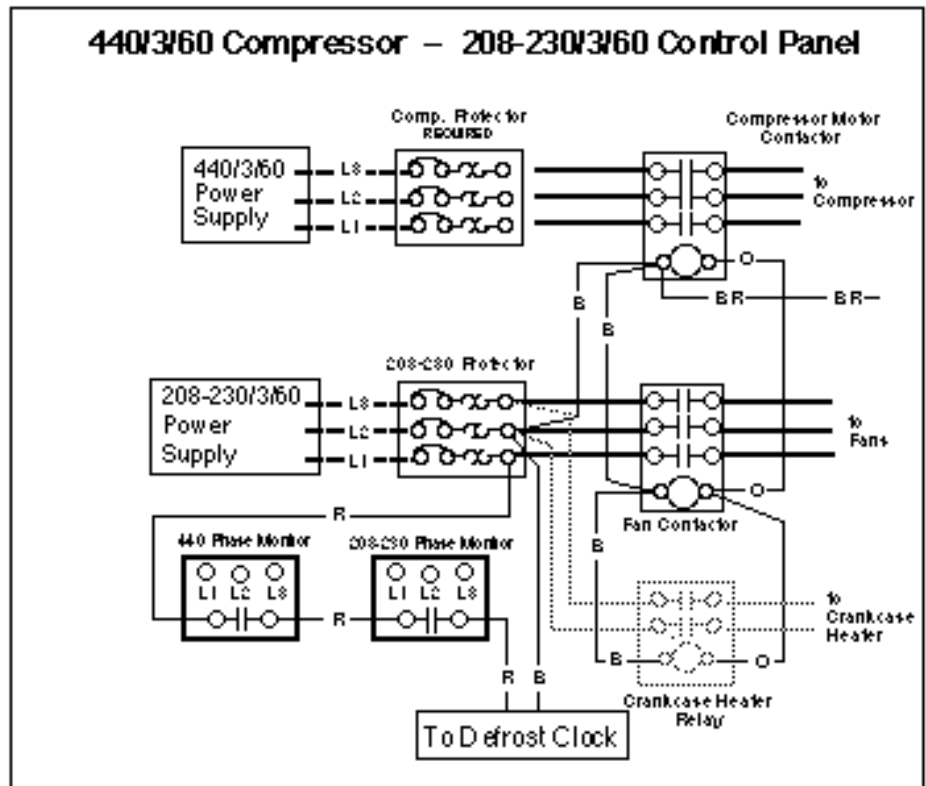 440/3/60 Compressor – 208-230/3/60 Control Panel
Comp. Protector
REQUIRED
Compressor Motor
Contactor
440/3/60
Power
Supply
L3
L2
L1
to
Compressor
O
B
B
BR
BR
208-230 Protector
208-230/3/60
Power
Supply
L3
L2
L1
to
Fans
O
Fan Contactor
R
B
440 Phase Monitor
208-230 Phase Monitor
L1 L2 L3
L1 L2 L3
R
to
Crankcase
Heater
B
O
R
B
Crankcase Heater
Relay
To Defrost Clock